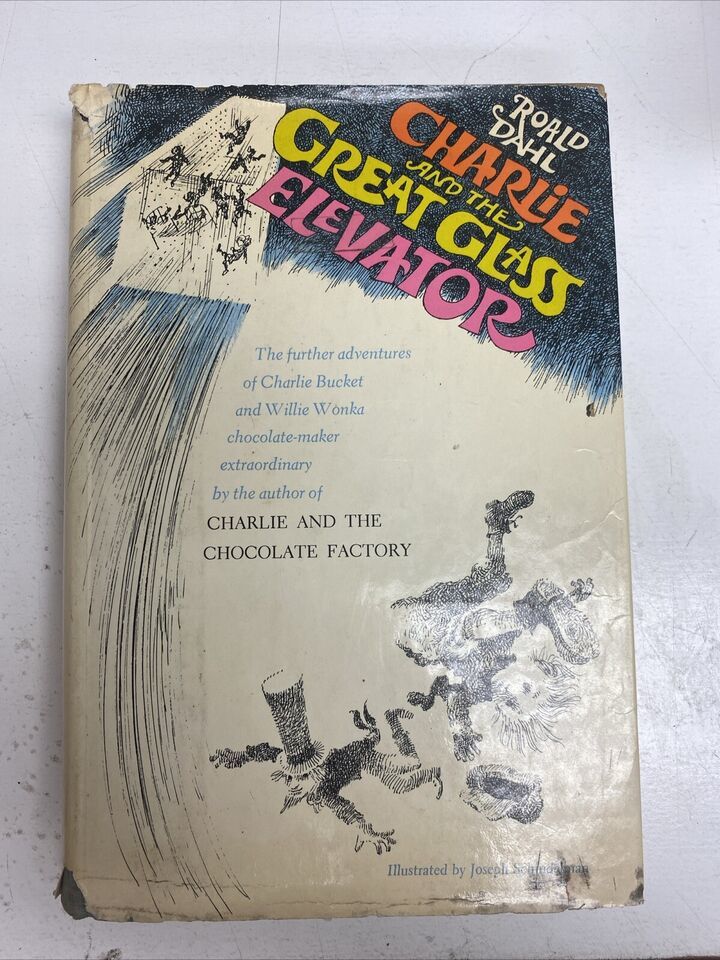 ROALD
DAHL
CHARLIE
AND THE
GREAT GLASS
ELEVATOR
The further adventures
of Charlie Bucket
and Willie Wonka
chocolate-maker
extraordinary
by the author of
CHARLIE AND THE
CHOCOLATE FACTORY
Illustrated by Joseph